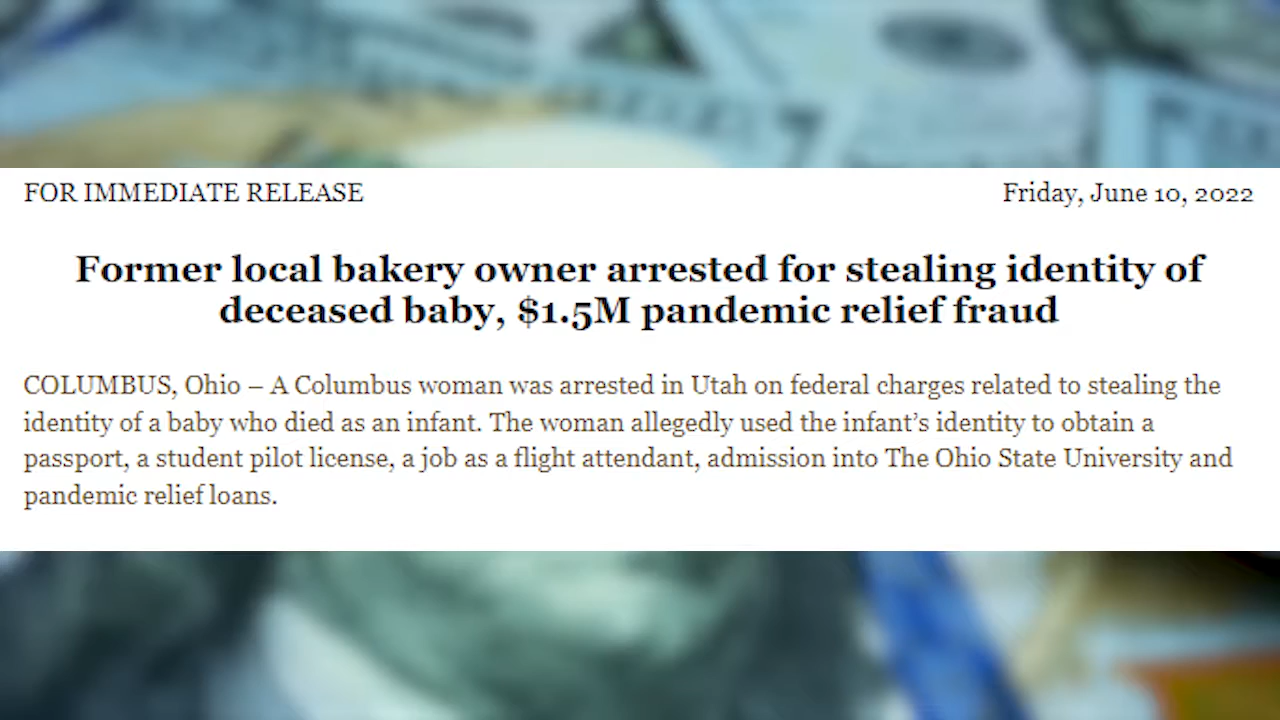 FOR IMMEDIATE RELEASE
Friday, June 10, 2022
Former local bakery owner arrested for stealing identity of
deceased baby, $1.5M pandemic relief fraud
COLUMBUS, Ohio – A Columbus woman was arrested in Utah on federal charges related to stealing the
identity of a baby who died as an infant. The woman allegedly used the infant’s identity to obtain a
passport, a student pilot license, a job as a flight attendant, admission into The Ohio State University and
pandemic relief loans.